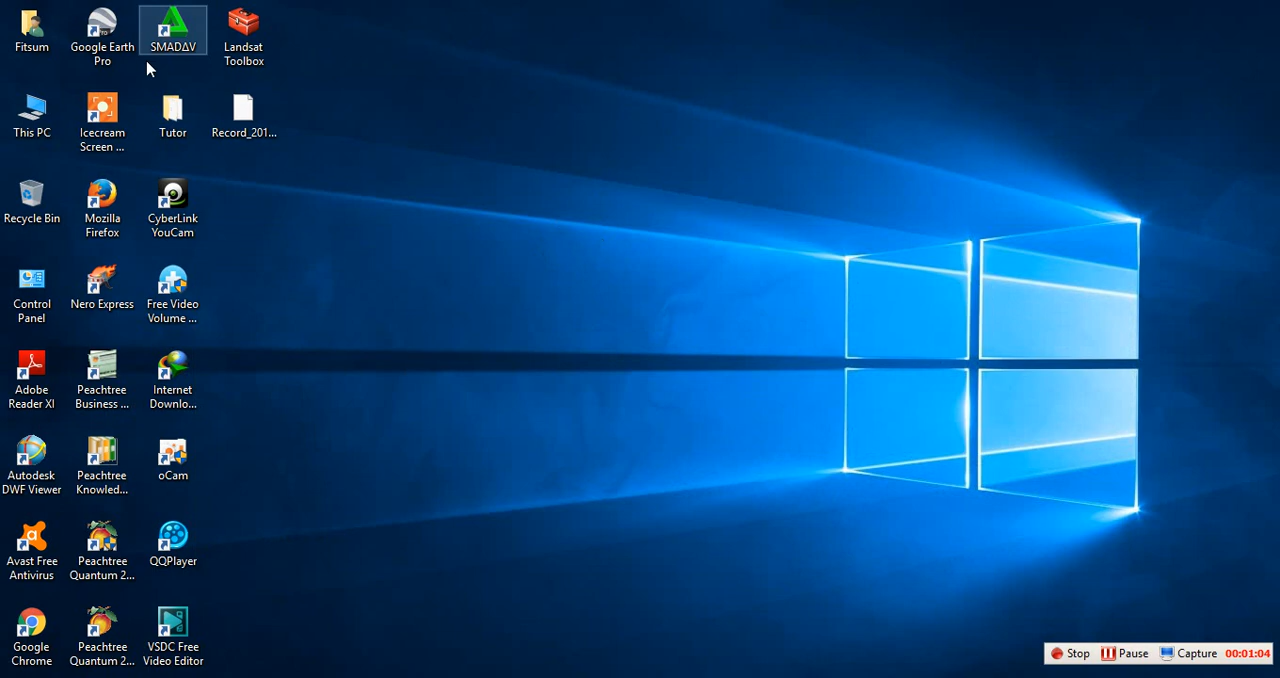 Fitsum
Google Earth
Pro
SMADΔV
Landsat
Toolbox
This PC
Icecream
Screen ...
Tutor
Record_201...
Recycle Bin
Mozilla
Firefox
CyberLink
YouCam
Control
Panel
Nero Express
Free Video
Volume ...
Adobe
Reader XI
Peachtree
Business ...
Internet
Downlo...
Autodesk
DWF Viewer
Peachtree
Knowled...
oCam
Avast Free
Antivirus
Peachtree
Quantum 2...
QQPlayer
Google
Chrome
Peachtree
Quantum 2...
VSDC Free
Video Editor
Stop Pause Capture 00:01:04